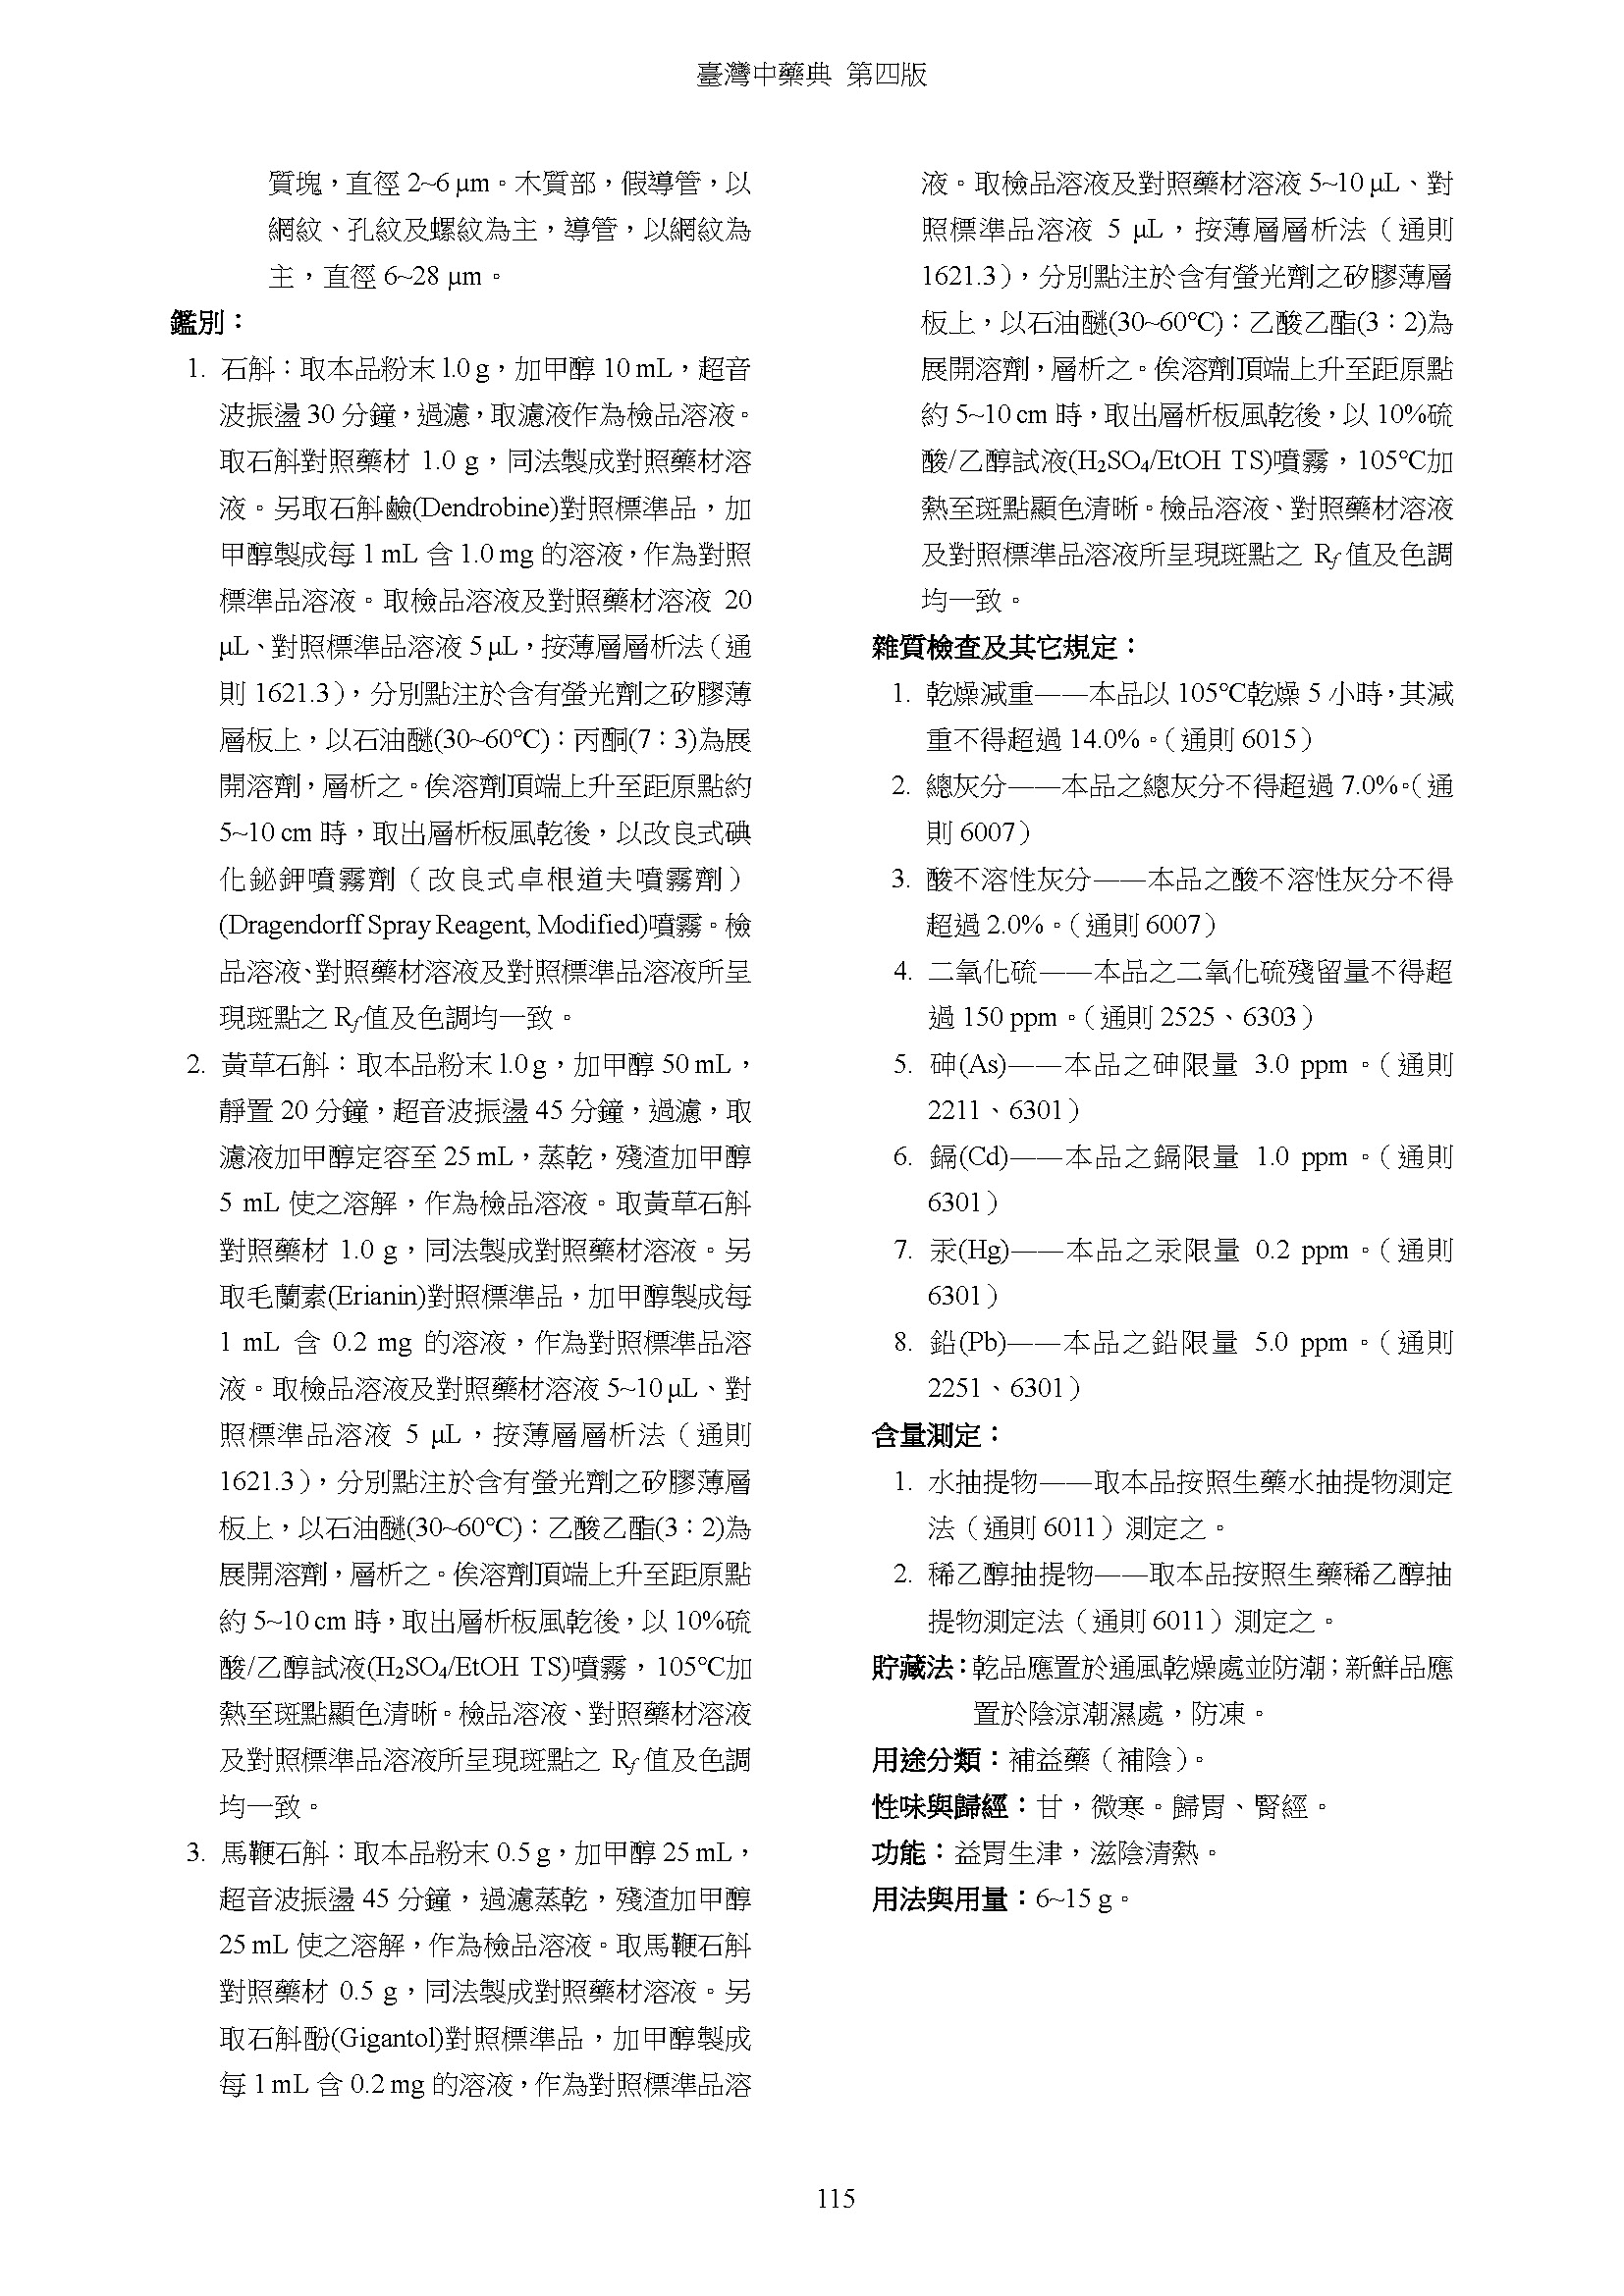 臺灣中藥典 第四版
質塊，直徑 2~6 μm。木質部，假導管，以
網紋、孔紋及螺紋為主，導管，以網紋為
主，直徑 6~28 μm。
鑑別：
1. 石斛：取本品粉末 1.0 g，加甲醇 10 mL，超音
波振盪 30 分鐘，過濾，取濾液作為檢品溶液。
取石斛對照藥材 1.0 g，同法製成對照藥材溶
液。另取石斛鹼(Dendrobine)對照標準品，加
甲醇製成每 1 mL 含 1.0 mg 的溶液，作為對照
標準品溶液。取檢品溶液及對照藥材溶液 20
μL、對照標準品溶液 5 μL，按薄層層析法（通
則 1621.3），分別點注於含有螢光劑之矽膠薄
層板上，以石油醚(30~60℃)：丙酮(7：3)為展
開溶劑，層析之。俟溶劑頂端上升至距原點約
5~10 cm 時，取出層析板風乾後，以改良式碘
化鉍鉀噴霧劑（改良式卓根道夫噴霧劑）
(Dragendorff Spray Reagent, Modified)噴霧。檢
品溶液、對照藥材溶液及對照標準品溶液所呈
現斑點之 Rf 值及色調均一致。
2. 黃草石斛：取本品粉末 1.0 g，加甲醇 50 mL，
靜置 20 分鐘，超音波振盪 45 分鐘，過濾，取
濾液加甲醇定容至 25 mL，蒸乾，殘渣加甲醇
5 mL 使之溶解，作為檢品溶液。取黃草石斛
對照藥材 1.0 g，同法製成對照藥材溶液。另
取毛蘭素(Erianin)對照標準品，加甲醇製成每
1 mL 含 0.2 mg 的溶液，作為對照標準品溶
液。取檢品溶液及對照藥材溶液 5~10 μL、對
照標準品溶液 5 μL，按薄層層析法（通則
1621.3），分別點注於含有螢光劑之矽膠薄層
板上，以石油醚(30~60℃)：乙酸乙酯(3：2)為
展開溶劑，層析之。俟溶劑頂端上升至距原點
約 5~10 cm 時，取出層析板風乾後，以 10%硫
酸/乙醇試液(H₂SO₄/EtOH TS)噴霧，105℃加
熱至斑點顯色清晰。檢品溶液、對照藥材溶液
及對照標準品溶液所呈現斑點之 Rf 值及色調
均一致。
3. 馬鞭石斛：取本品粉末 0.5 g，加甲醇 25 mL，
超音波振盪 45 分鐘，過濾蒸乾，殘渣加甲醇
25 mL 使之溶解，作為檢品溶液。取馬鞭石斛
對照藥材 0.5 g，同法製成對照藥材溶液。另
取石斛酚(Gigantol)對照標準品，加甲醇製成
每 1 mL 含 0.2 mg 的溶液，作為對照標準品溶
液。取檢品溶液及對照藥材溶液 5~10 μL、對
照標準品溶液 5 μL，按薄層層析法（通則
1621.3），分別點注於含有螢光劑之矽膠薄層
板上，以石油醚(30~60℃)：乙酸乙酯(3：2)為
展開溶劑，層析之。俟溶劑頂端上升至距原點
約 5~10 cm 時，取出層析板風乾後，以 10%硫
酸/乙醇試液(H₂SO₄/EtOH TS)噴霧，105℃加
熱至斑點顯色清晰。檢品溶液、對照藥材溶液
及對照標準品溶液所呈現斑點之 Rf 值及色調
均一致。
雜質檢查及其它規定：
1. 乾燥減重——本品以 105℃乾燥 5 小時，其減
重不得超過 14.0%。（通則 6015）
2. 總灰分——本品之總灰分不得超過 7.0%。（通
則 6007）
3. 酸不溶性灰分——本品之酸不溶性灰分不得
超過 2.0%。（通則 6007）
4. 二氧化硫——本品之二氧化硫殘留量不得超
過 150 ppm。（通則 2525、6303）
5. 砷(As)——本品之砷限量 3.0 ppm。（通則
2211、6301）
6. 鎘(Cd)——本品之鎘限量 1.0 ppm。（通則
6301）
7. 汞(Hg)——本品之汞限量 0.2 ppm。（通則
6301）
8. 鉛(Pb)——本品之鉛限量 5.0 ppm。（通則
2251、6301）
含量測定：
1. 水抽提物——取本品按照生藥水抽提物測定
法（通則 6011）測定之。
2. 稀乙醇抽提物——取本品按照生藥稀乙醇抽
提物測定法（通則 6011）測定之。
貯藏法：乾品應置於通風乾燥處並防潮；新鮮品應
置於陰涼潮濕處，防凍。
用途分類：補益藥（補陰）。
性味與歸經：甘，微寒。歸胃、腎經。
功能：益胃生津，滋陰清熱。
用法與用量：6~15 g。
115